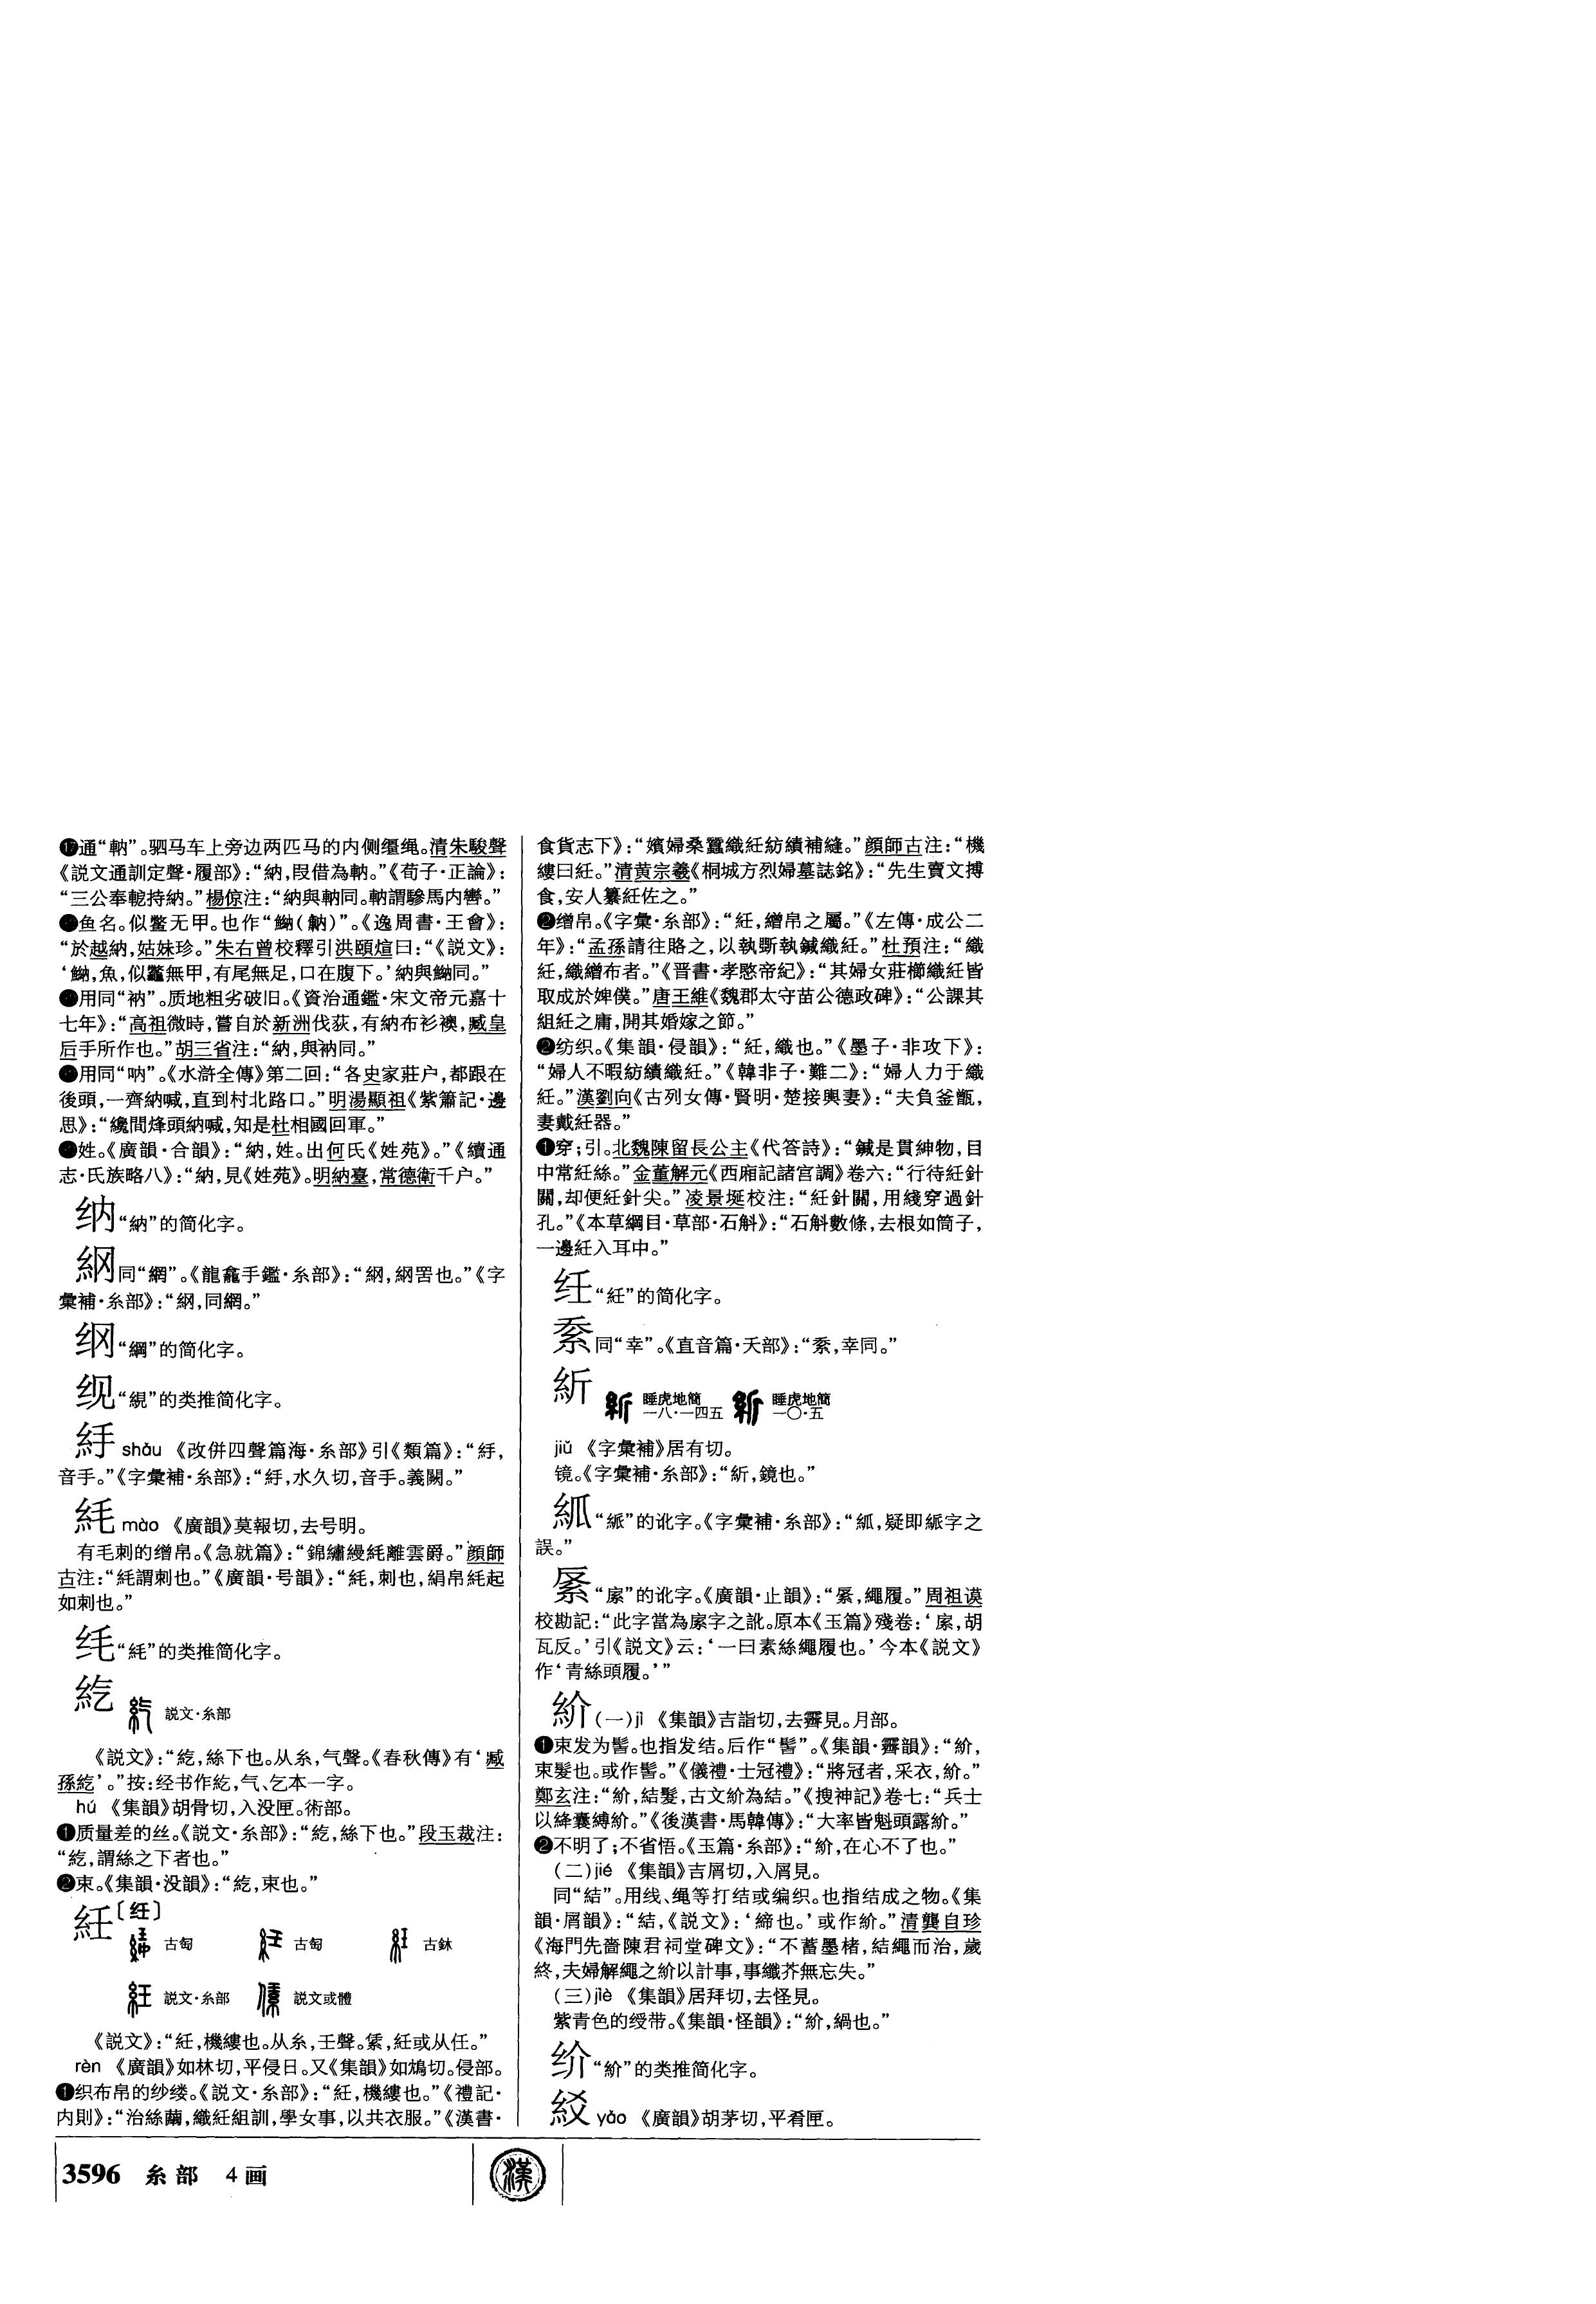 ⓱通“軜”。驷马车上旁边两匹马的内侧缰绳。清朱駿聲
《説文通訓定聲·履部》：“納，叚借為軜。”《荀子·正論》：
“三公奉軶持納。”楊倞注：“納與軜同。軜謂驂馬内轡。”
鱼名。似鳖无甲。也作“魶(䱹)”。《逸周書·王會》：
“於越納，姑妹珍。”朱右曾校釋引洪頤煊曰：“《説文》：
‘魶，魚，似鼈無甲，有尾無足，口在腹下。’納與魶同。”
用同“衲”。质地粗劣破旧。《資治通鑑·宋文帝元嘉十
七年》：“高祖微時，嘗自於新洲伐荻，有納布衫襖，臧皇
后手所作也。”胡三省注：“納，與衲同。”
用同“呐”。《水滸全傳》第二回：“各史家莊户，都跟在
後頭，一齊納喊，直到村北路口。”明湯顯祖《紫簫記·邊
思》：“纔間烽頭納喊，知是杜相國回軍。”
姓。《廣韻·合韻》：“納，姓。出何氏《姓苑》。”《續通
志·氏族略八》：“納，見《姓苑》。明納臺，常德衛千户。”
纳“納”的简化字。
䋄同“網”。《龍龕手鑑·糸部》：“䋄，䋄罟也。”《字
彙補·糸部》：“䋄，同網。”
纲“綱”的简化字。
䌷“䋎”的类推简化字。
䋂 shǒu 《改併四聲篇海·糸部》引《類篇》：“䋂，
音手。”《字彙補·糸部》：“䋂，水久切，音手。義闕。”
紁 mào 《廣韻》莫報切，去号明。
有毛刺的缯帛。《急就篇》：“錦繡縵䋃離雲爵。”顔師
古注：“䋃謂刺也。”《廣韻·号韻》：“䋃，刺也，絹帛䋃起
如刺也。”
“䋃”的类推简化字。
紇 説文·糸部
《説文》：“紇，絲下也。从糸，气聲。《春秋傳》有‘臧
孫紇’。”按：经书作紇，气、乞本一字。
hú 《集韻》胡骨切，入没匣。術部。
❶质量差的丝。《説文·糸部》：“紇，絲下也。”段玉裁注：
“紇，謂絲之下者也。”
❷束。《集韻·没韻》：“紇，束也。”
紝〔纴〕
古匋 古匋 古鉥
説文·糸部 説文或體
《説文》：“紝，機縷也。从糸，壬聲。䋕，紝或从任。”
rèn 《廣韻》如林切，平侵日。又《集韻》如鴆切。侵部。
❶织布帛的纱缕。《説文·糸部》：“紝，機縷也。”《禮記·
内則》：“治絲繭，織紝組訓，學女事，以共衣服。”《漢書·
食貨志下》：“嬪婦桑蠶織紝紡績補縫。”顔師古注：“機
縷曰紝。”清黄宗羲《桐城方烈婦墓誌銘》：“先生賣文搏
食，安人纂紝佐之。”
❷缯帛。《字彙·糸部》：“紝，繒帛之屬。”《左傳·成公二
年》：“孟孫請往賂之，以執斲執鍼織紝。”杜預注：“織
紝，織繒布者。”《晋書·孝愍帝紀》：“其婦女莊櫛織紝皆
取成於婢僕。”唐王維《魏郡太守苗公德政碑》：“公課其
組紝之庸，開其婚嫁之節。”
❷纺织。《集韻·侵韻》：“紝，織也。”《墨子·非攻下》：
“婦人不暇紡績織紝。”《韓非子·難二》：“婦人力于織
紝。”漢劉向《古列女傳·賢明·楚接輿妻》：“夫負釜甑，
妻戴紝器。”
❶穿；引。北魏陳留長公主《代答詩》：“鍼是貫紳物，目
中常紝絲。”金董解元《西廂記諸宫調》卷六：“行待紝針
關，却便紝針尖。”凌景埏校注：“紝針關，用綫穿過針
孔。”《本草綱目·草部·石斛》：“石斛數條，去根如筒子，
一邊紝入耳中。”
纴“紝”的简化字。
同“幸”。《直音篇·夭部》：“，幸同。”
䋁 睡虎地簡 睡虎地簡
一八·一四五 一〇·五
jiǔ 《字彙補》居有切。
镜。《字彙補·糸部》：“，鏡也。”
“紙”的讹字。《字彙補·糸部》：“，疑即紙字之
誤。”
“䋀”的讹字。《廣韻·止韻》：“，繩履。”周祖谟
校勘記：“此字當為字之訛。原本《玉篇》殘卷：‘，胡
瓦反。’引《説文》云：‘一曰素絲繩履也。’今本《説文》
作‘青絲頭履。’”
紒(一)jì 《集韻》吉詣切，去霽見。月部。
❶束发为髻。也指发结。后作“髻”。《集韻·霽韻》：“紒，
束髮也。或作髻。”《儀禮·士冠禮》：“將冠者，采衣，紒。”
鄭玄注：“紒，結髮，古文紒為結。”《搜神記》卷七：“兵士
以絳囊縛紒。”《後漢書·馬韓傳》：“大率皆魁頭露紒。”
❷不明了；不省悟。《玉篇·糸部》：“紒，在心不了也。”
(二)jié 《集韻》吉屑切，入屑見。
同“結”。用线、绳等打结或编织。也指结成之物。《集
韻·屑韻》：“結，《説文》：‘締也。’或作紒。”清龔自珍
《海門先嗇陳君祠堂碑文》：“不蓄墨楮，結繩而治，歲
終，夫婦解繩之紒以計事，事纖芥無忘失。”
(三)jiè 《集韻》居拜切，去怪見。
紫青色的绶带。《集韻·怪韻》：“紒，緺也。”
“紒”的类推简化字。
䋂 yǎo 《廣韻》胡茅切，平肴匣。
3596 糸部 4画
漢